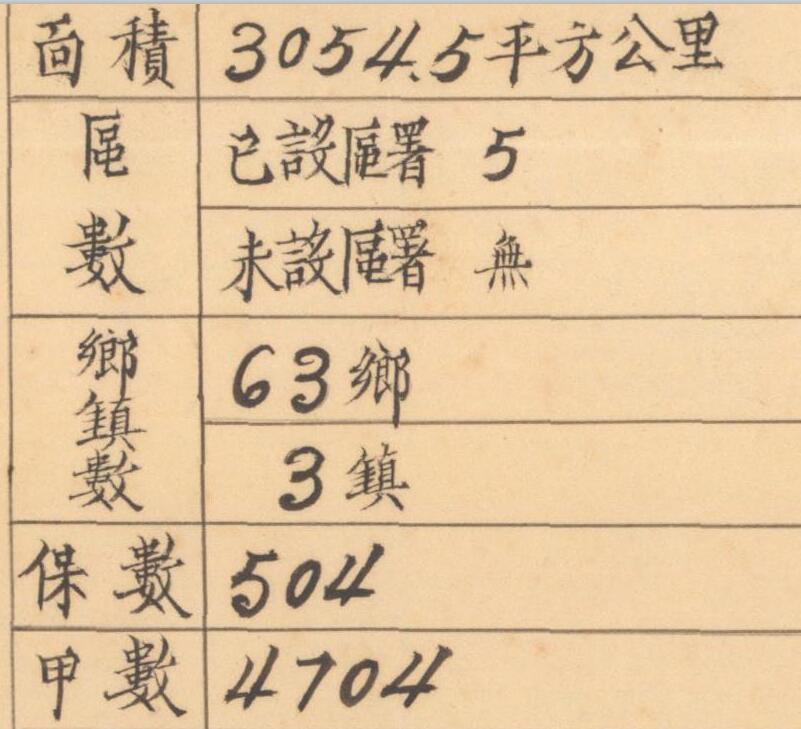 面積 3054.5平方公里
區數 已設區署 5
未設區署 無
鄉鎮數 63鄉
3鎮
保數 504
甲數 4704